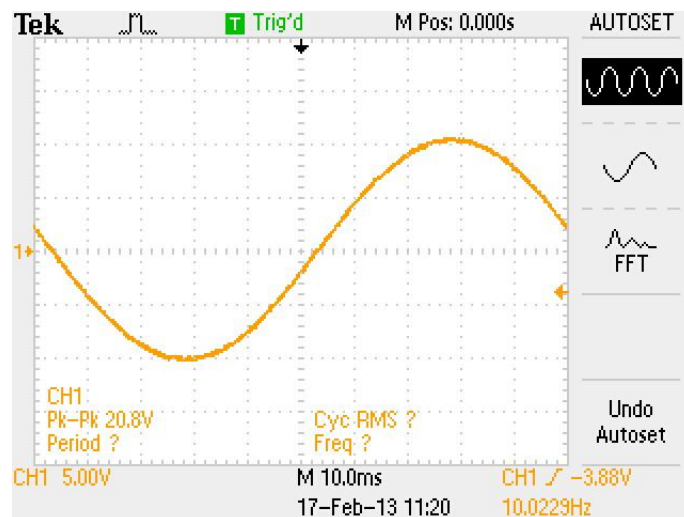 Tek T Trig'd M Pos: 0.000s AUTOSET
1
FFT
CH1
Pk-Pk 20.8V
Period ?
Cyc RMS ?
Freq ?
Undo
Autoset
CH1 5.00V M 10.0ms CH1 -3.88V
17-Feb-13 11:20 10.0229Hz